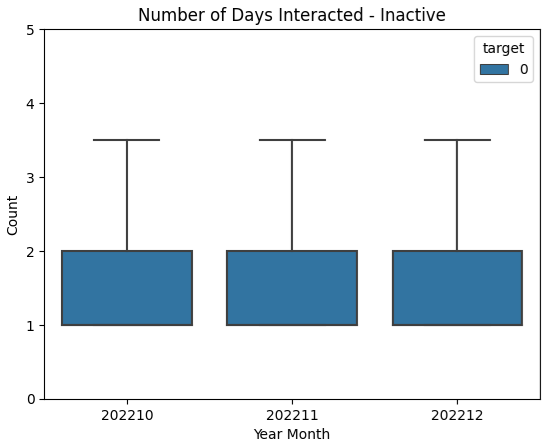 Number of Days Interacted - Inactive
target
0
5
4
3
2
1
0
Count
202210
202211
202212
Year Month